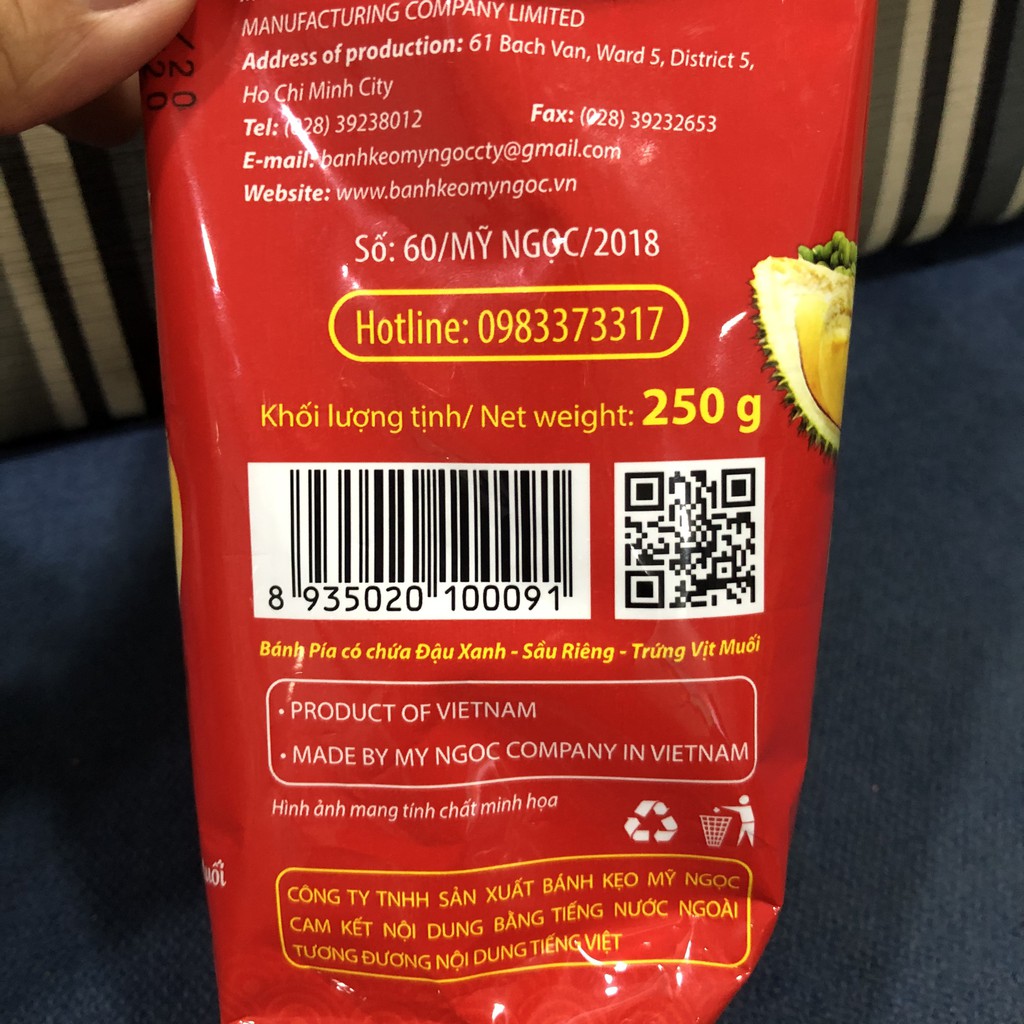 MANUFACTURING COMPANY LIMITED
Address of production: 61 Bach Van, Ward 5, District 5,
Ho Chi Minh City
Tel: (028) 39238012 Fax: (028) 39232653
E-mail: banhkeomyngoccty@gmail.com
Website: www.banhkeomyngoc.vn
Số: 60/MỸ NGỌC/2018
Hotline: 0983373317
Khối lượng tịnh/ Net weight: 250 g
8 935020 100091
Bánh Pía có chứa Đậu Xanh - Sầu Riêng - Trứng Vịt Muối
• PRODUCT OF VIETNAM
• MADE BY MY NGOC COMPANY IN VIETNAM
Hình ảnh mang tính chất minh họa
CÔNG TY TNHH SẢN XUẤT BÁNH KẸO MỸ NGỌC
CAM KẾT NỘI DUNG BẰNG TIẾNG NƯỚC NGOÀI
TƯƠNG ĐƯƠNG NỘI DUNG TIẾNG VIỆT